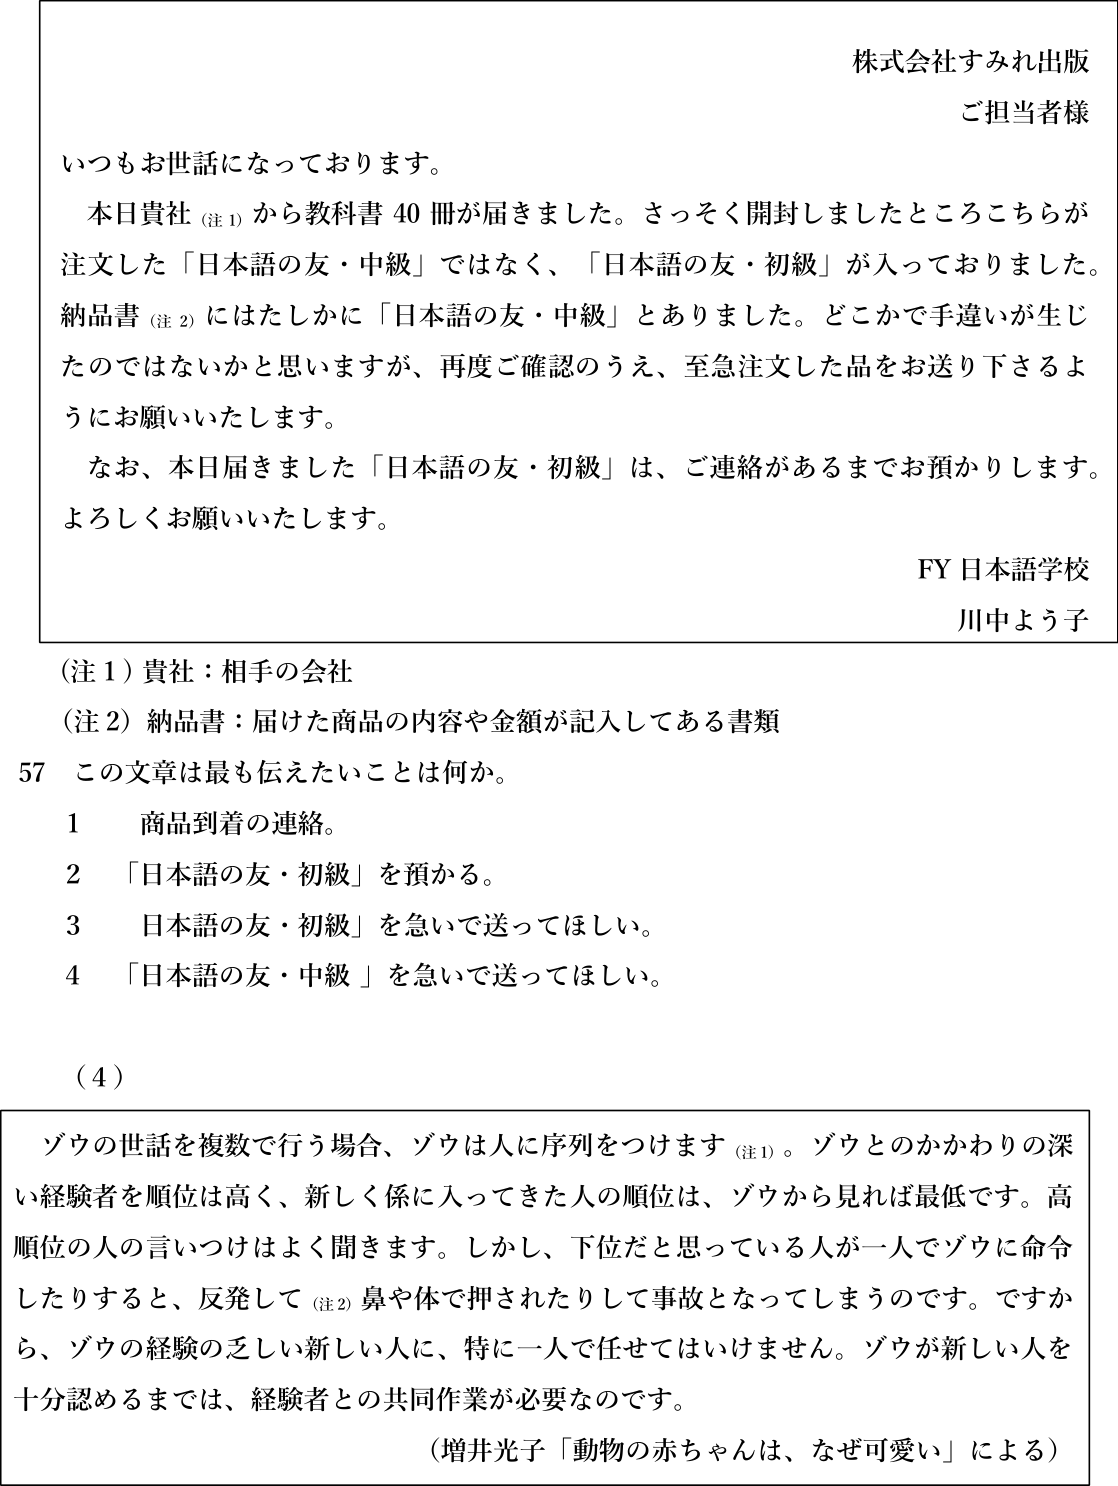 株式会社すみれ出版
ご担当者様
いつもお世話になっております。
本日貴社（注1）から教科書 40 冊が届きました。さっそく開封しましたところこちらが
注文した「日本語の友・中級」ではなく、「日本語の友・初級」が入っておりました。
納品書（注 2）にはたしかに「日本語の友・中級」とありました。どこかで手違いが生じ
たのではないかと思いますが、再度ご確認のうえ、至急注文した品をお送り下さるよ
うにお願いいたします。
なお、本日届きました「日本語の友・初級」は、ご連絡があるまでお預かりします。
よろしくお願いいたします。
FY 日本語学校
川中よう子
（注 1 ) 貴社：相手の会社
（注 2）納品書：届けた商品の内容や金額が記入してある書類
57 この文章は最も伝えたいことは何か。
1 商品到着の連絡。
2 「日本語の友・初級」を預かる。
3 日本語の友・初級」を急いで送ってほしい。
4 「日本語の友・中級 」を急いで送ってほしい。
（ 4 ）
ゾウの世話を複数で行う場合、ゾウは人に序列をつけます（注1）。ゾウとのかかわりの深
い経験者を順位は高く、新しく係に入ってきた人の順位は、ゾウから見れば最低です。高
順位の人の言いつけはよく聞きます。しかし、下位だと思っている人が一人でゾウに命令
したりすると、反発して（注2）鼻や体で押されたりして事故となってしまうのです。ですか
ら、ゾウの経験の乏しい新しい人に、特に一人で任せてはいけません。ゾウが新しい人を
十分認めるまでは、経験者との共同作業が必要なのです。
（増井光子「動物の赤ちゃんは、なぜ可愛い」による）